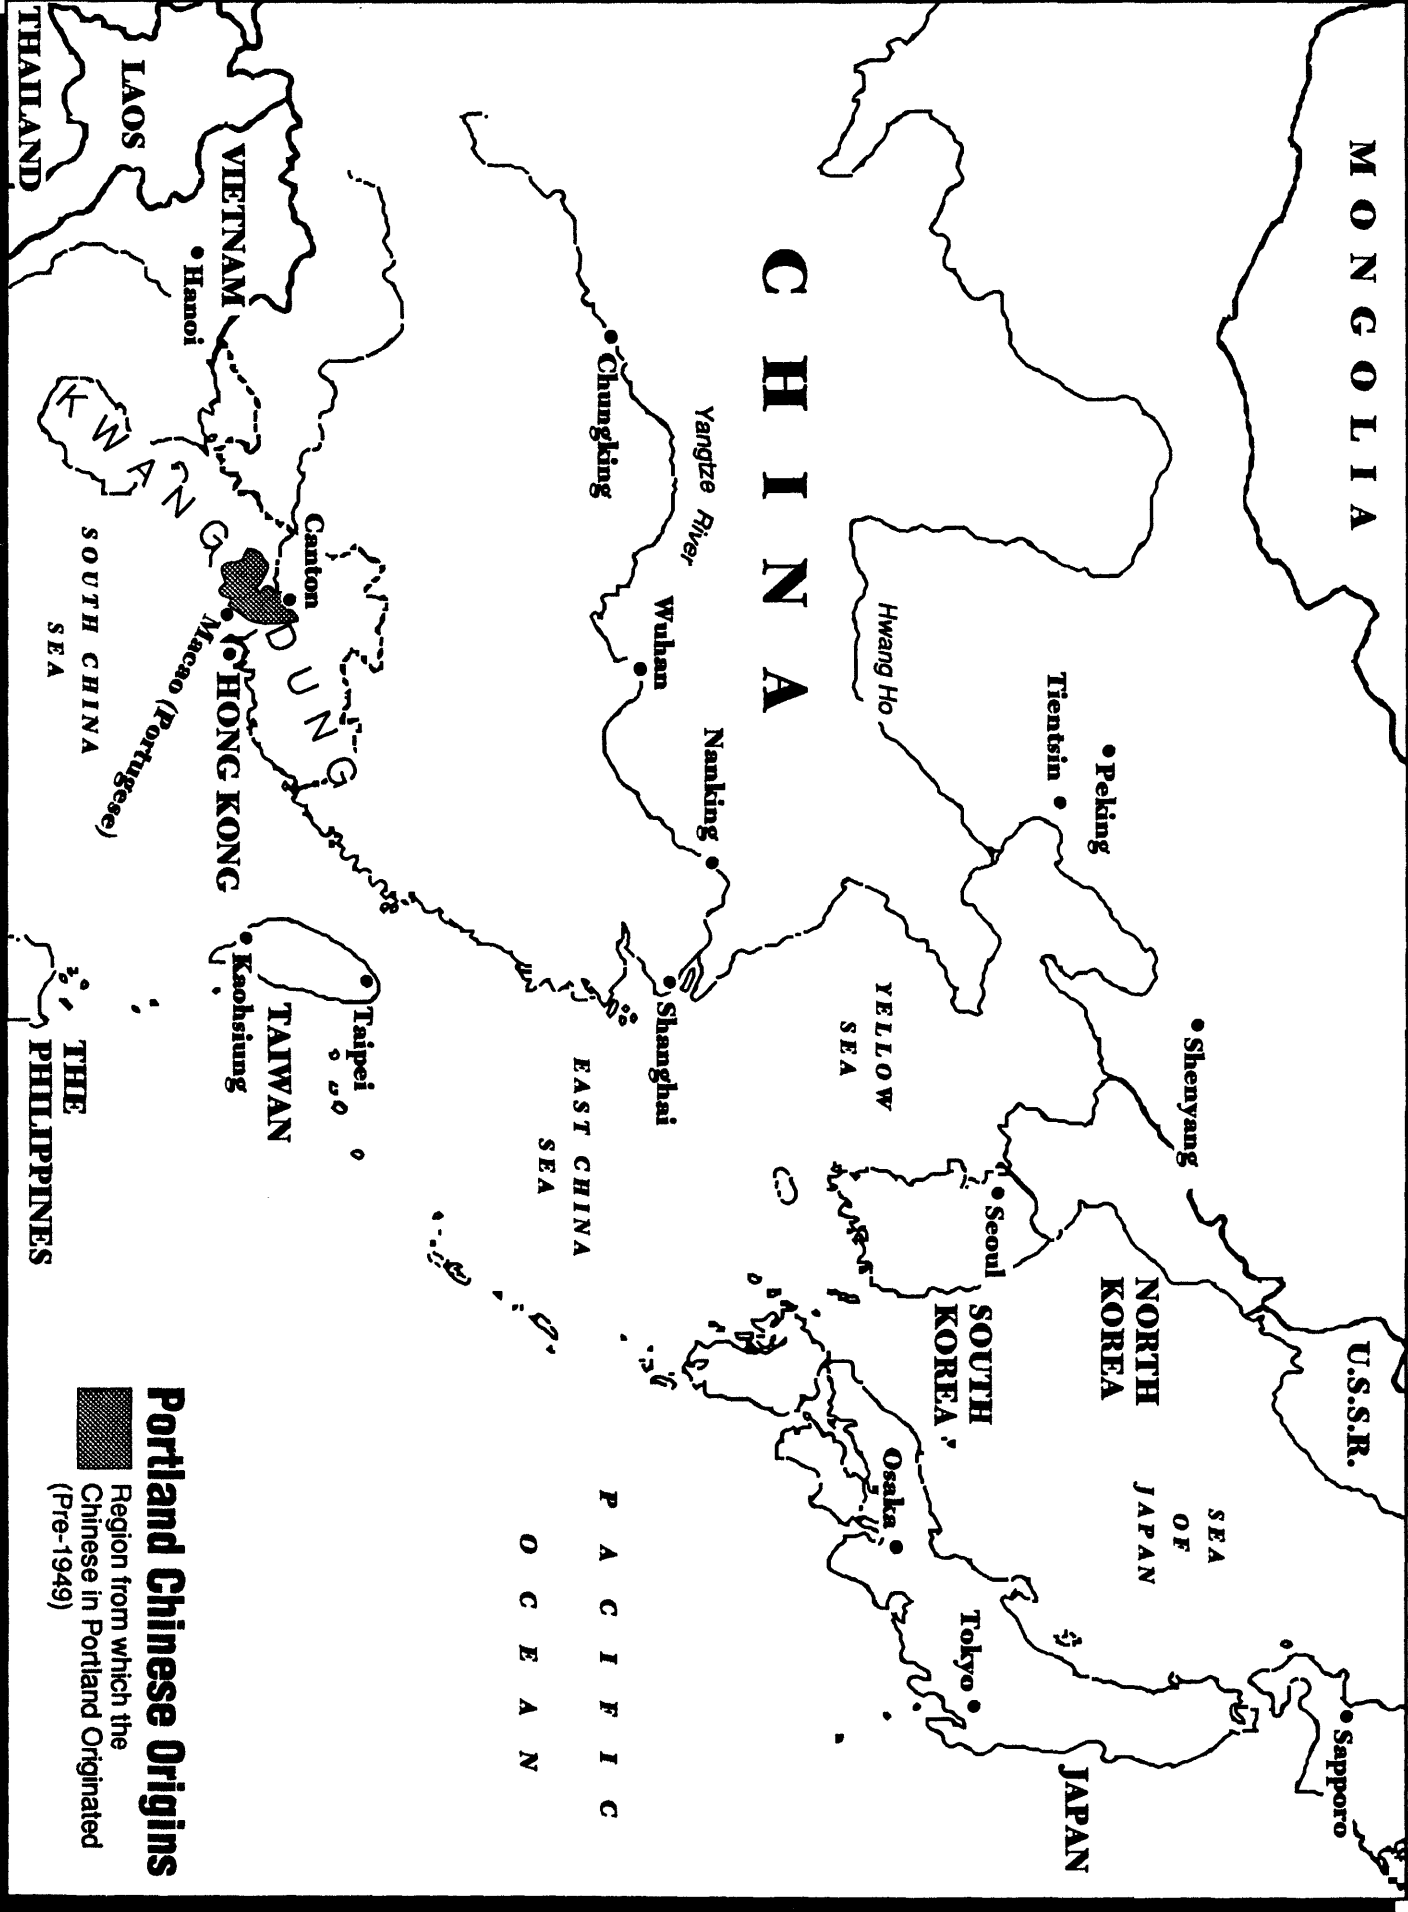 MONGOLIA
U.S.S.R.
Sapporo
Shenyang
Peking
Tientsin
NORTH
KOREA
SEA
OF
JAPAN
JAPAN
Seoul
SOUTH
KOREA
Tokyo
Osaka
Hwang Ho
YELLOW
SEA
CHINA
Yangtze River
Nanking
Wuhan
Shanghai
Chungking
EAST CHINA
SEA
PACIFIC
OCEAN
Canton
KWANGDUNG
Taipei
TAIWAN
Kaohsiung
HONG KONG
Macao (Portugese)
VIETNAM
Hanoi
LAOS
THAILAND
SOUTH CHINA
SEA
THE
PHILIPPINES
Portland Chinese Origins
Region from which the
Chinese in Portland Originated
(Pre-1949)